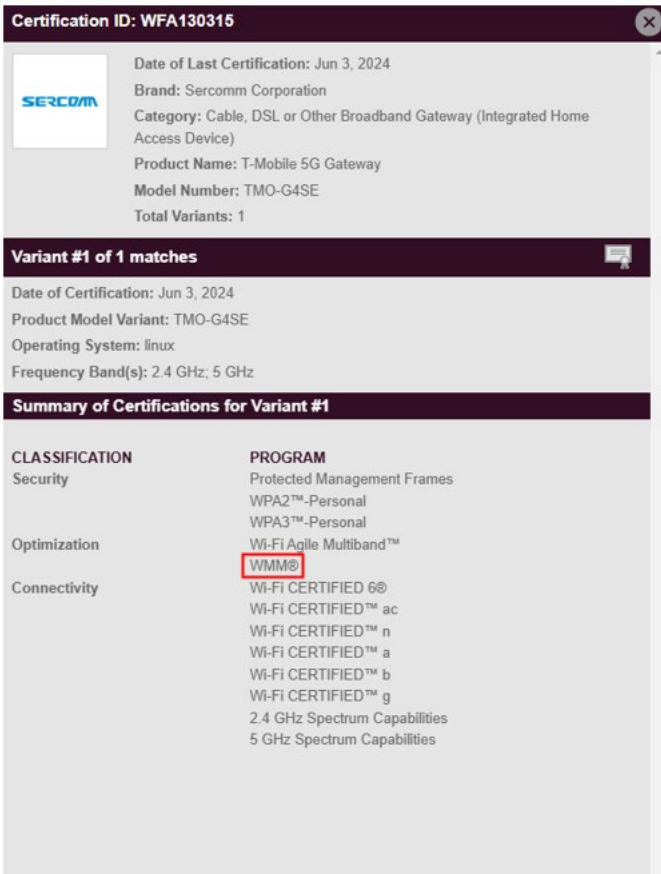 Certification ID: WFA130315
SERCOMM
Date of Last Certification: Jun 3, 2024
Brand: Sercomm Corporation
Category: Cable, DSL or Other Broadband Gateway (Integrated Home
Access Device)
Product Name: T-Mobile 5G Gateway
Model Number: TMO-G4SE
Total Variants: 1
Variant #1 of 1 matches
Date of Certification: Jun 3, 2024
Product Model Variant: TMO-G4SE
Operating System: linux
Frequency Band(s): 2.4 GHz; 5 GHz
Summary of Certifications for Variant #1
CLASSIFICATION PROGRAM
Security Protected Management Frames
WPA2™-Personal
WPA3™-Personal
Optimization Wi-Fi Agile Multiband™
WMM®
Connectivity Wi-Fi CERTIFIED 6®
Wi-Fi CERTIFIED™ ac
Wi-Fi CERTIFIED™ n
Wi-Fi CERTIFIED™ a
Wi-Fi CERTIFIED™ b
Wi-Fi CERTIFIED™ g
2.4 GHz Spectrum Capabilities
5 GHz Spectrum Capabilities